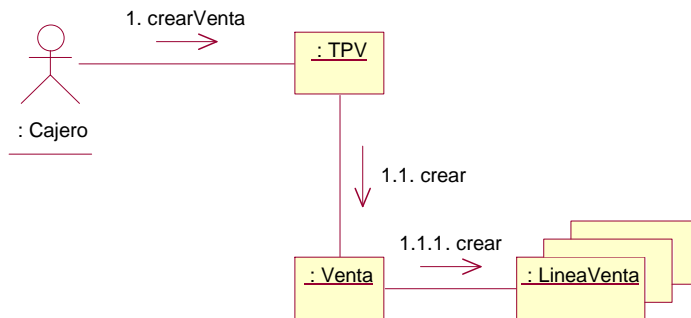 1. crearVenta
: TPV
: Cajero
1.1. crear
1.1.1. crear
: Venta
: LineaVenta